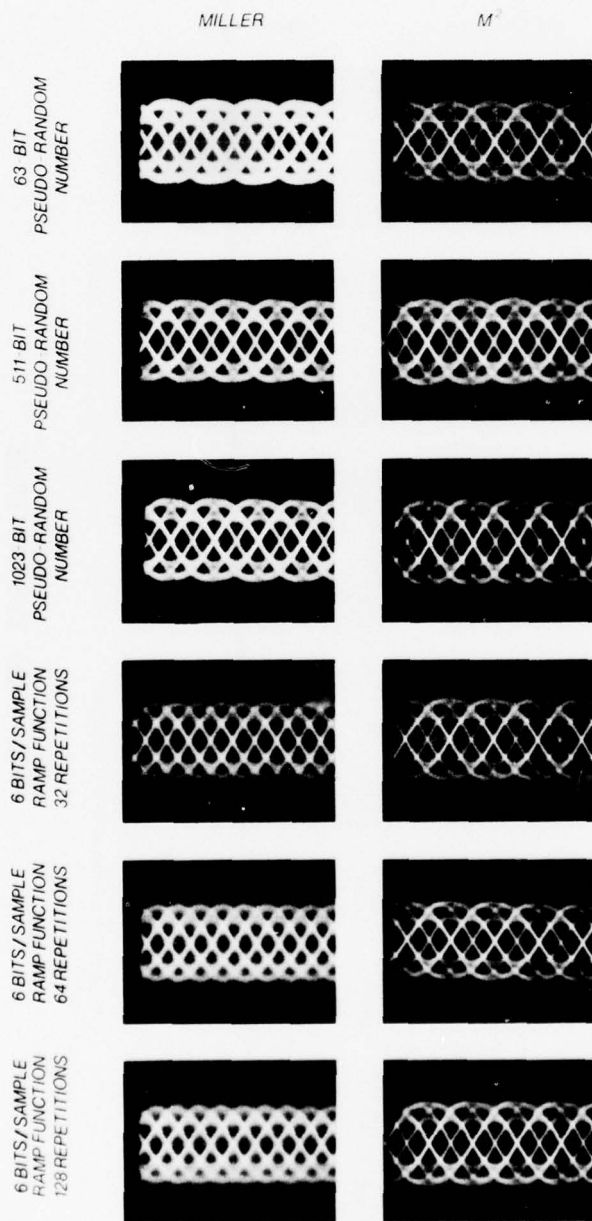 MILLER
M²
63-BIT
PSEUDO-RANDOM
NUMBER
511-BIT
PSEUDO-RANDOM
NUMBER
1023-BIT
PSEUDO-RANDOM
NUMBER
6 BITS/SAMPLE
RAMP FUNCTION
32 REPETITIONS
6 BITS/SAMPLE
RAMP FUNCTION
64 REPETITIONS
6 BITS/SAMPLE
RAMP FUNCTION
128 REPETITIONS